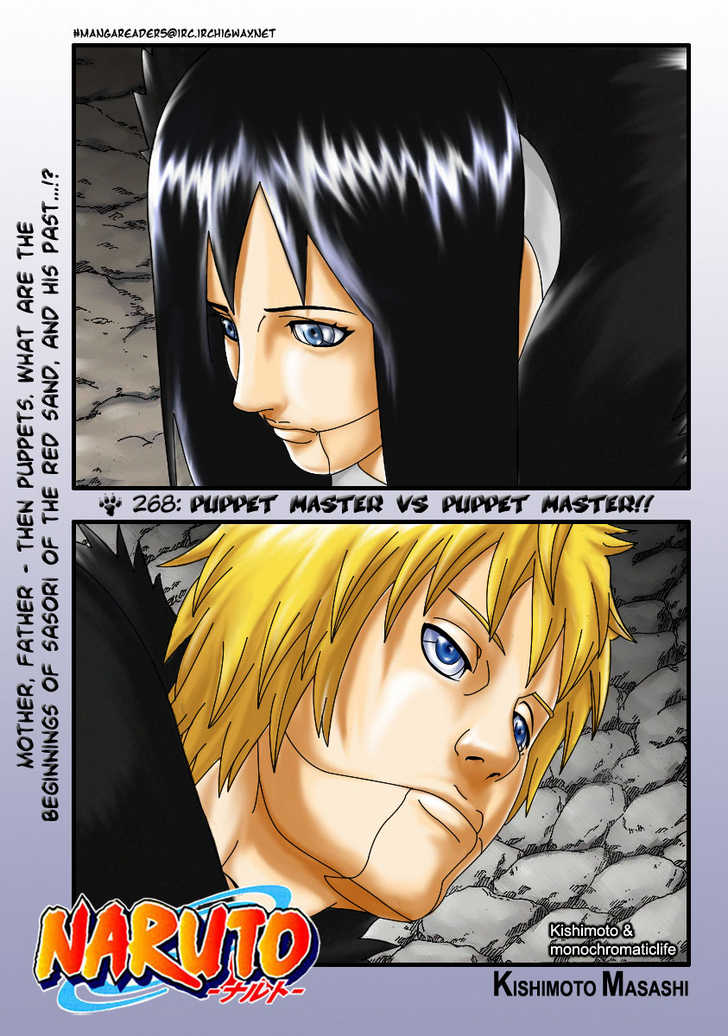 #MANGAREADERS@IRC.IRCHIGWAY.NET
MOTHER, FATHER - THEN PUPPETS. WHAT ARE THE
BEGINNINGS OF SASORI OF THE RED SAND, AND HIS PAST...!?
268: PUPPET MASTER VS PUPPET MASTER!!
NARUTO
-ナルト-
Kishimoto &
monochromaticlife
KISHIMOTO MASASHI